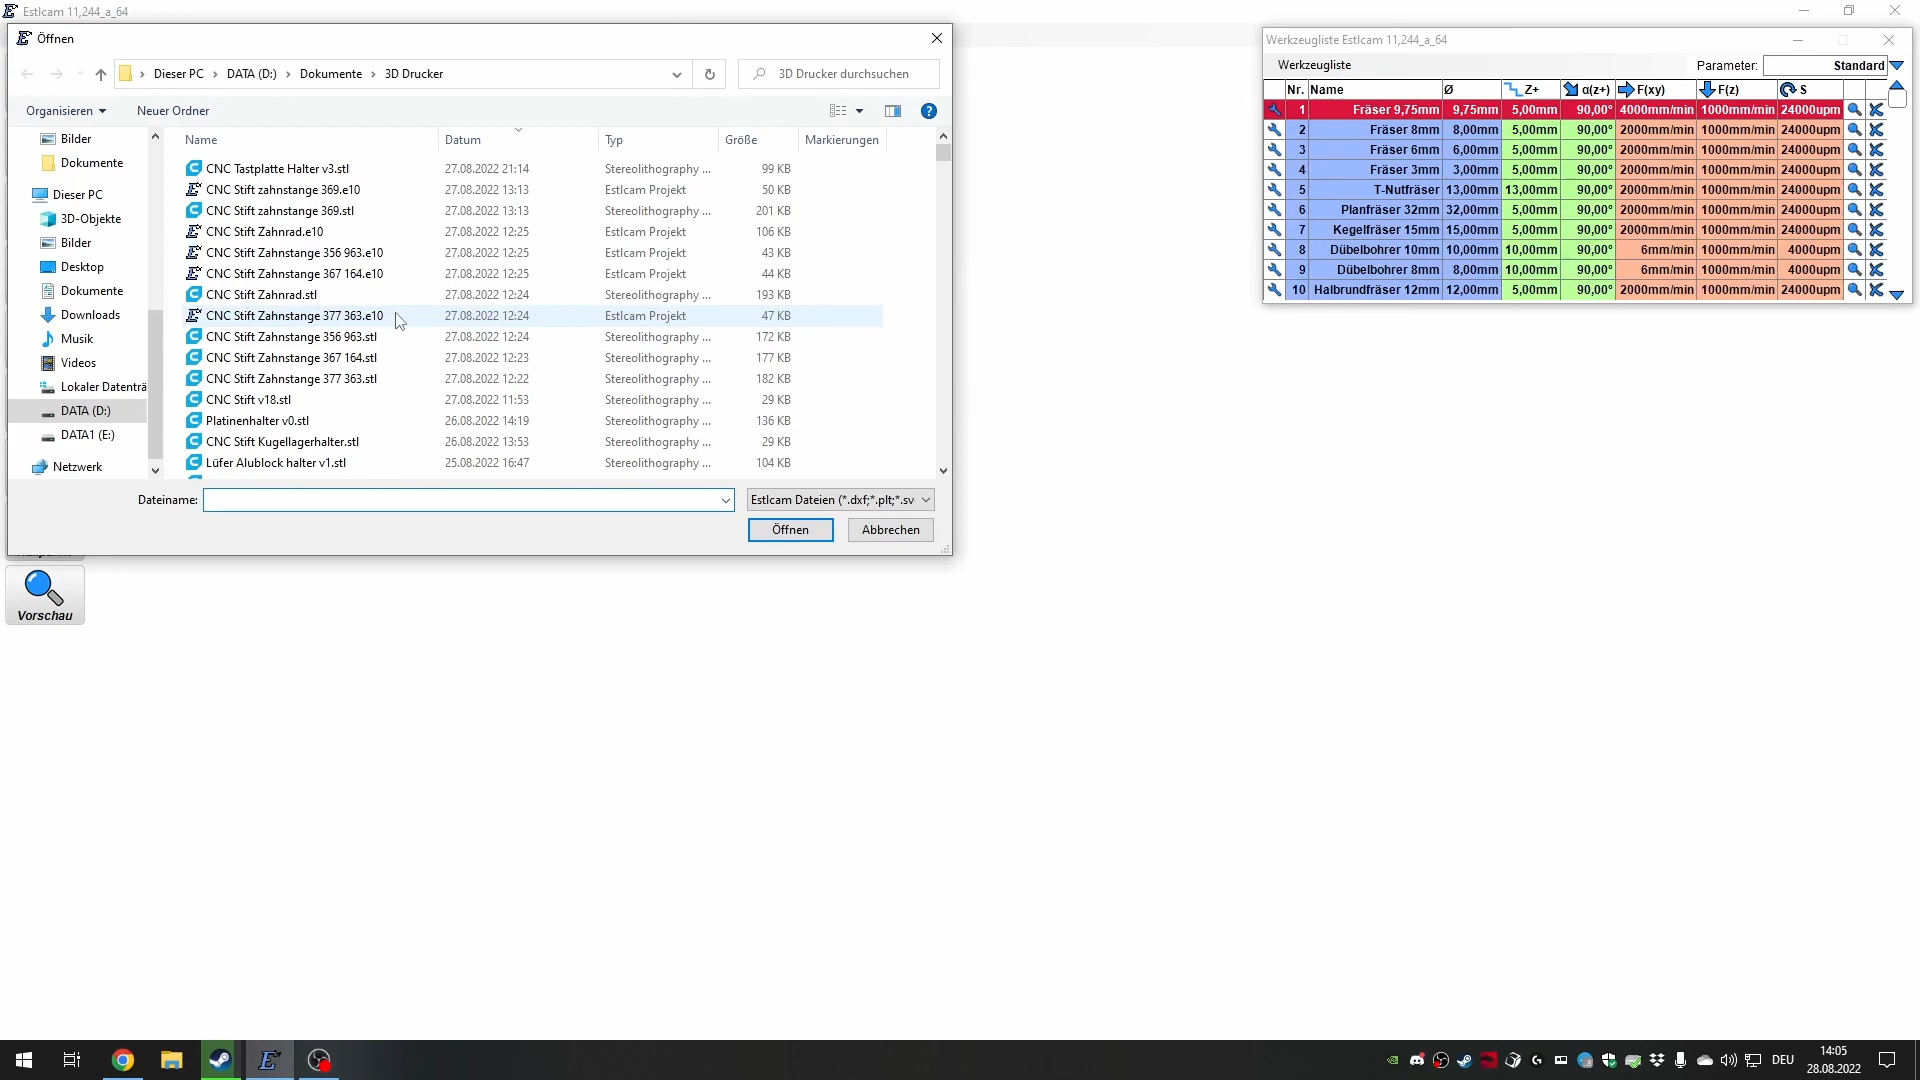 Estlcam 11,244_a_64
Öffnen
Dieser PC > DATA (D:) > Dokumente > 3D Drucker
3D Drucker durchsuchen
Organisieren
Neuer Ordner
Bilder
Dokumente
Dieser PC
3D-Objekte
Bilder
Desktop
Dokumente
Downloads
Musik
Videos
Lokaler Datenträ
DATA (D:)
DATA1 (E:)
Netzwerk
Name Datum Typ Größe Markierungen
CNC Tastplatte Halter v3.stl 27.08.2022 21:14 Stereolithography ... 99 KB
CNC Stift zahnstange 369.e10 27.08.2022 13:13 Estlcam Projekt 50 KB
CNC Stift zahnstange 369.stl 27.08.2022 13:13 Stereolithography ... 201 KB
CNC Stift Zahnrad.e10 27.08.2022 12:25 Estlcam Projekt 106 KB
CNC Stift Zahnstange 356 963.e10 27.08.2022 12:25 Estlcam Projekt 43 KB
CNC Stift Zahnstange 367 164.e10 27.08.2022 12:25 Estlcam Projekt 44 KB
CNC Stift Zahnrad.stl 27.08.2022 12:24 Stereolithography ... 193 KB
CNC Stift Zahnstange 377 363.e10 27.08.2022 12:24 Estlcam Projekt 47 KB
CNC Stift Zahnstange 356 963.stl 27.08.2022 12:24 Stereolithography ... 172 KB
CNC Stift Zahnstange 367 164.stl 27.08.2022 12:23 Stereolithography ... 177 KB
CNC Stift Zahnstange 377 363.stl 27.08.2022 12:22 Stereolithography ... 182 KB
CNC Stift v18.stl 27.08.2022 11:53 Stereolithography ... 29 KB
Platinenhalter v0.stl 26.08.2022 14:19 Stereolithography ... 136 KB
CNC Stift Kugellagerhalter.stl 26.08.2022 13:53 Stereolithography ... 29 KB
Lüfer Alublock halter v1.stl 25.08.2022 16:47 Stereolithography ... 104 KB
Dateiname:
Estlcam Dateien (*.dxf;*.plt;*.sv
Öffnen
Abbrechen
Vorschau
Werkzeugliste Estlcam 11,244_a_64
Werkzeugliste Parameter: Standard
Nr. Name Ø Z+ α(z+) F(xy) F(z) S
1 Fräser 9,75mm 9,75mm 5,00mm 90,00° 4000mm/min 1000mm/min 24000upm
2 Fräser 8mm 8,00mm 5,00mm 90,00° 2000mm/min 1000mm/min 24000upm
3 Fräser 6mm 6,00mm 5,00mm 90,00° 2000mm/min 1000mm/min 24000upm
4 Fräser 3mm 3,00mm 5,00mm 90,00° 2000mm/min 1000mm/min 24000upm
5 T-Nutfräser 13,00mm 13,00mm 90,00° 2000mm/min 1000mm/min 24000upm
6 Planfräser 32mm 32,00mm 5,00mm 90,00° 2000mm/min 1000mm/min 24000upm
7 Kegelfräser 15mm 15,00mm 5,00mm 90,00° 2000mm/min 1000mm/min 24000upm
8 Dübelbohrer 10mm 10,00mm 10,00mm 90,00° 6mm/min 1000mm/min 4000upm
9 Dübelbohrer 8mm 8,00mm 10,00mm 90,00° 6mm/min 1000mm/min 4000upm
10 Halbrundfräser 12mm 12,00mm 5,00mm 90,00° 2000mm/min 1000mm/min 24000upm
DEU
14:05
28.08.2022